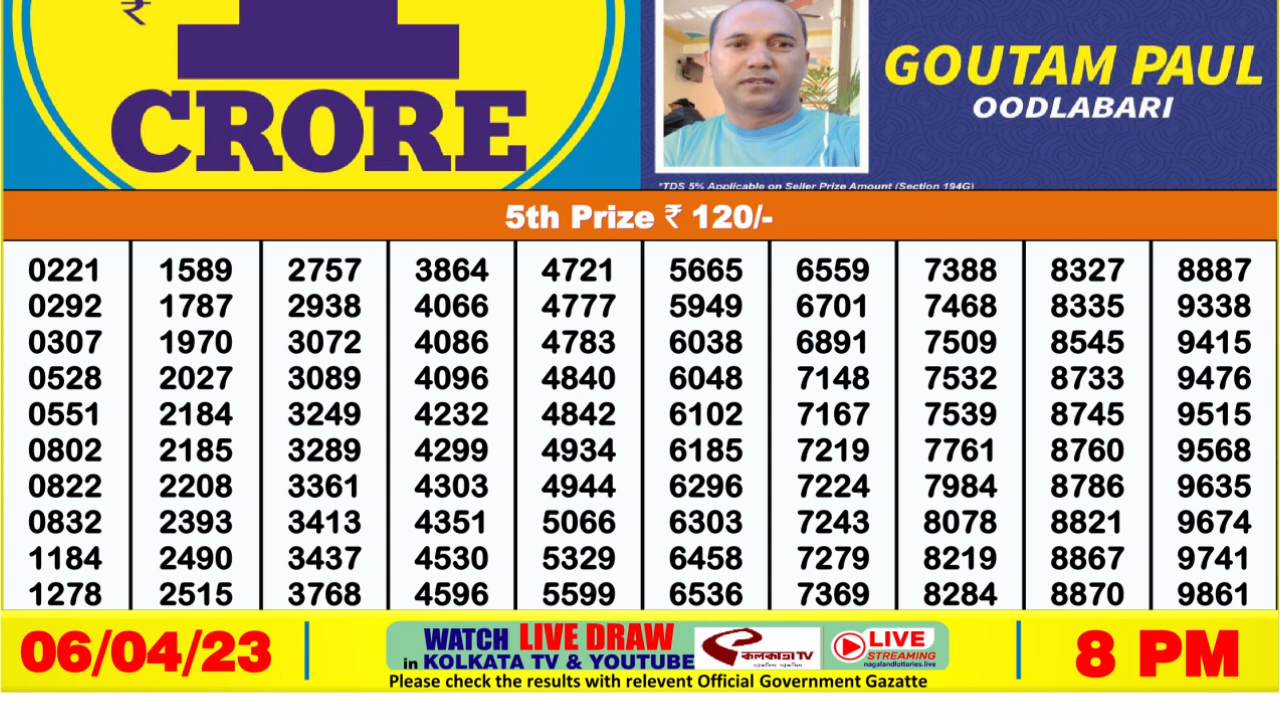 ₹ 1
CRORE
GOUTAM PAUL
OODLABARI
*TDS 5% Applicable on Seller Prize Amount (Section 194G)
5th Prize ₹ 120/-
0221 1589 2757 3864 4721 5665 6559 7388 8327 8887
0292 1787 2938 4066 4777 5949 6701 7468 8335 9338
0307 1970 3072 4086 4783 6038 6891 7509 8545 9415
0528 2027 3089 4096 4840 6048 7148 7532 8733 9476
0551 2184 3249 4232 4842 6102 7167 7539 8745 9515
0802 2185 3289 4299 4934 6185 7219 7761 8760 9568
0822 2208 3361 4303 4944 6296 7224 7984 8786 9635
0832 2393 3413 4351 5066 6303 7243 8078 8821 9674
1184 2490 3437 4530 5329 6458 7279 8219 8867 9741
1278 2515 3768 4596 5599 6536 7369 8284 8870 9861
06/04/23
WATCH LIVE DRAW
in KOLKATA TV & YOUTUBE
কলকাতা TV
LIVE
STREAMING
nagalandlotteries.live
8 PM
Please check the results with relevent Official Government Gazatte